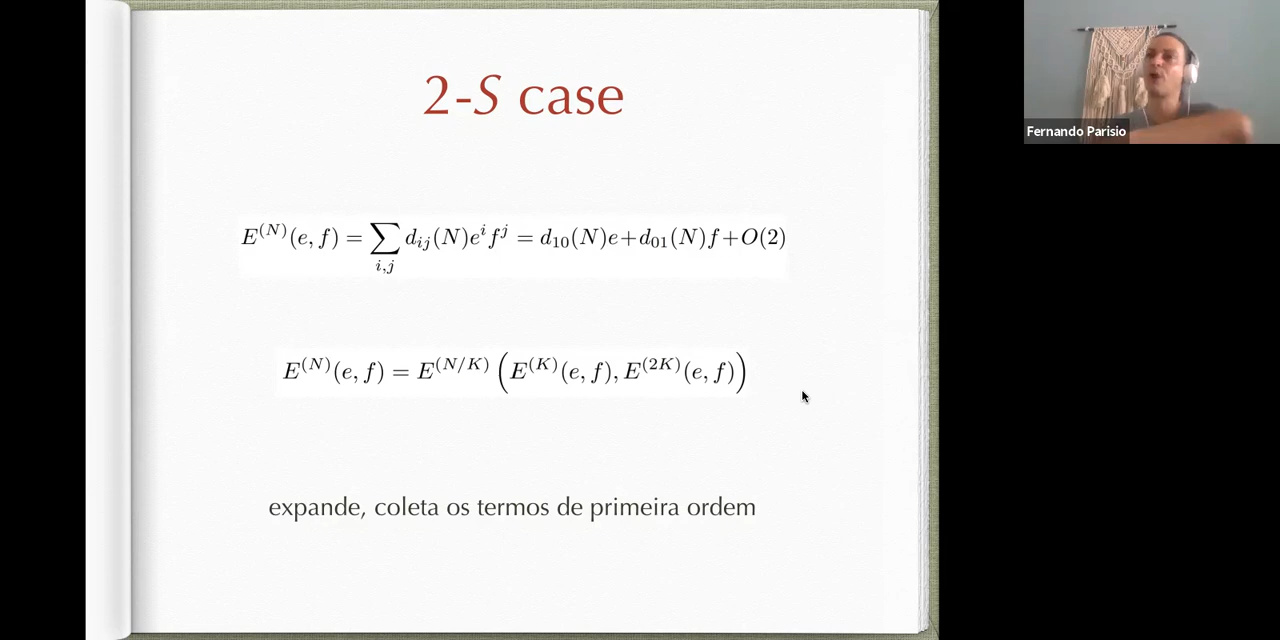 2-S case
E^{(N)}(e, f) = \sum_{i,j} d_{ij}(N)e^i f^j = d_{10}(N)e+d_{01}(N)f+O(2)
E^{(N)}(e, f) = E^{(N/K)} \left( E^{(K)}(e, f), E^{(2K)}(e, f) \right)
expande, coleta os termos de primeira ordem
Fernando Parisio